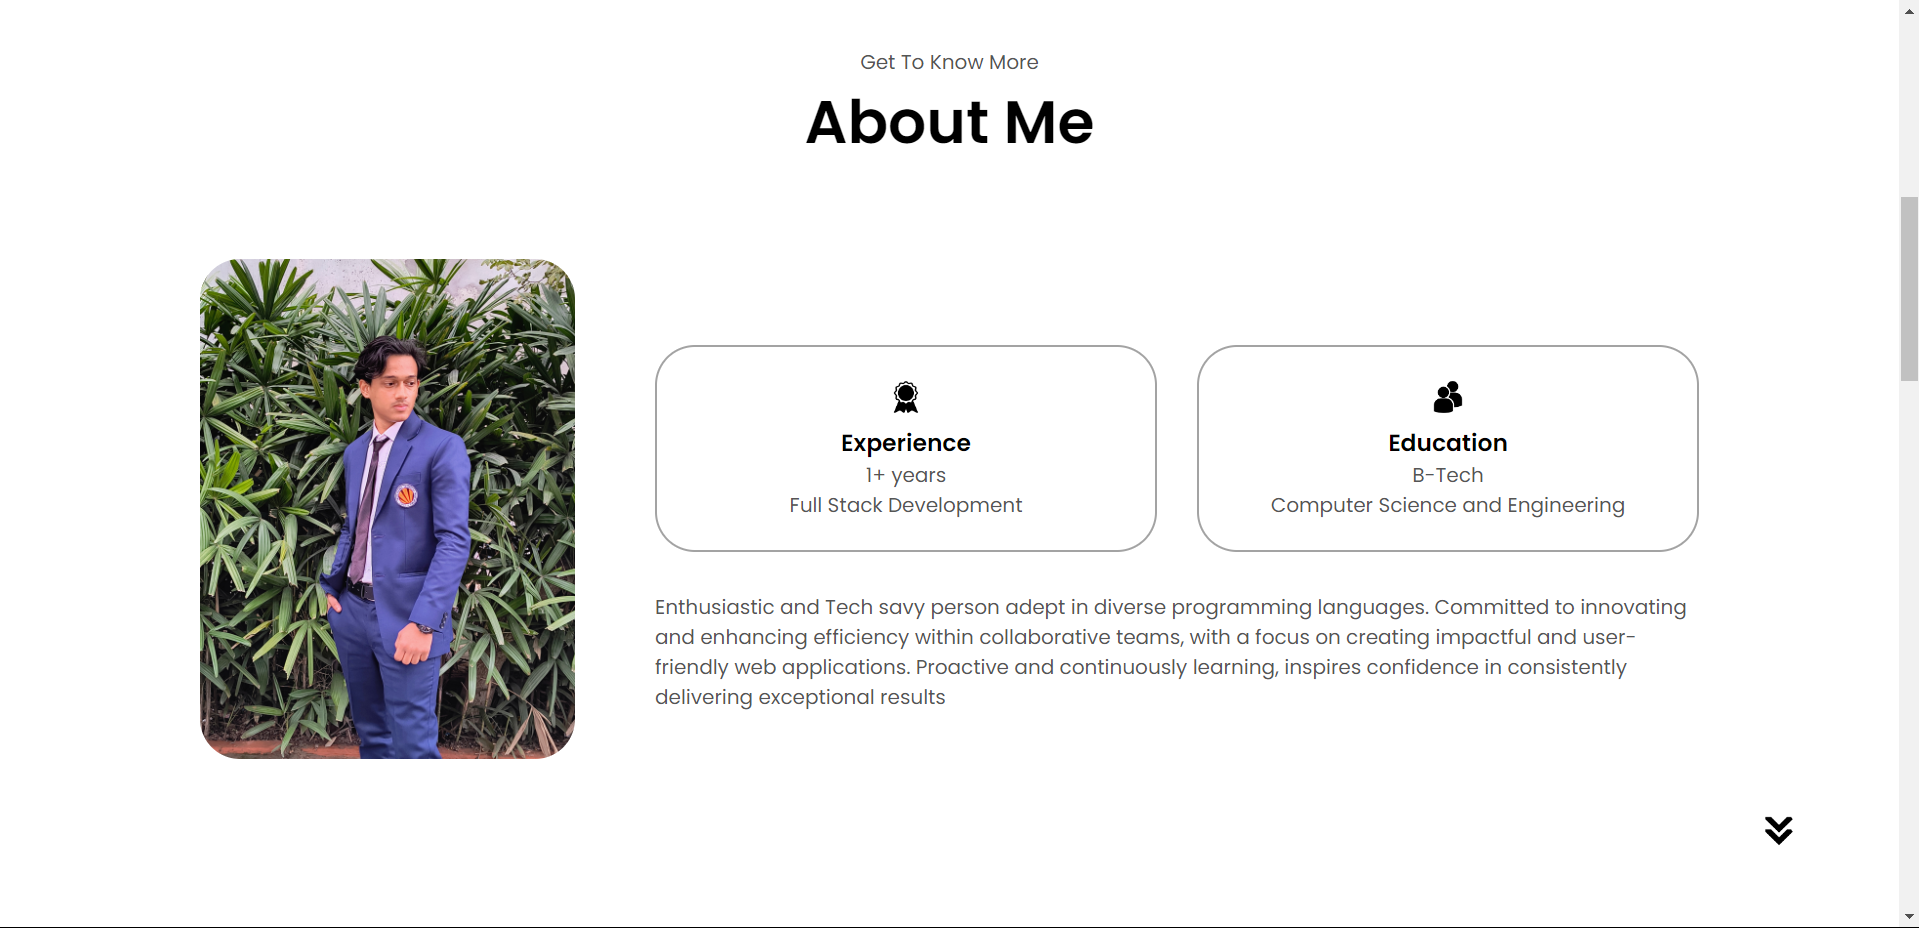 Get To Know More
About Me
Experience
1+ years
Full Stack Development
Education
B-Tech
Computer Science and Engineering
Enthusiastic and Tech savy person adept in diverse programming languages. Committed to innovating
and enhancing efficiency within collaborative teams, with a focus on creating impactful and user-
friendly web applications. Proactive and continuously learning, inspires confidence in consistently
delivering exceptional results